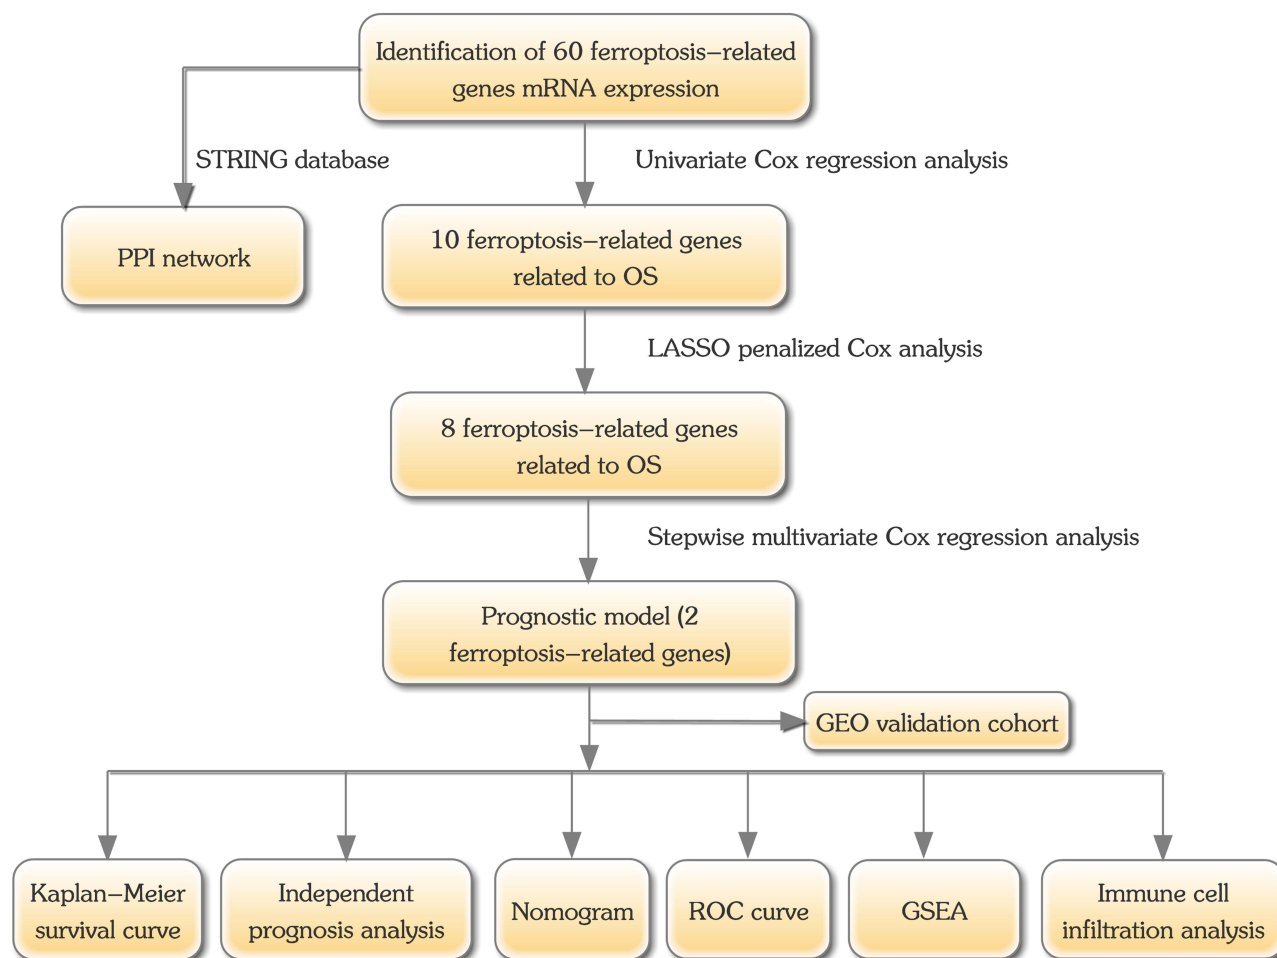 Identification of 60 ferroptosis–related
genes mRNA expression
STRING database
Univariate Cox regression analysis
PPI network
10 ferroptosis–related genes
related to OS
LASSO penalized Cox analysis
8 ferroptosis–related genes
related to OS
Stepwise multivariate Cox regression analysis
Prognostic model (2
ferroptosis–related genes)
GEO validation cohort
Kaplan–Meier
survival curve
Independent
prognosis analysis
Nomogram
ROC curve
GSEA
Immune cell
infiltration analysis